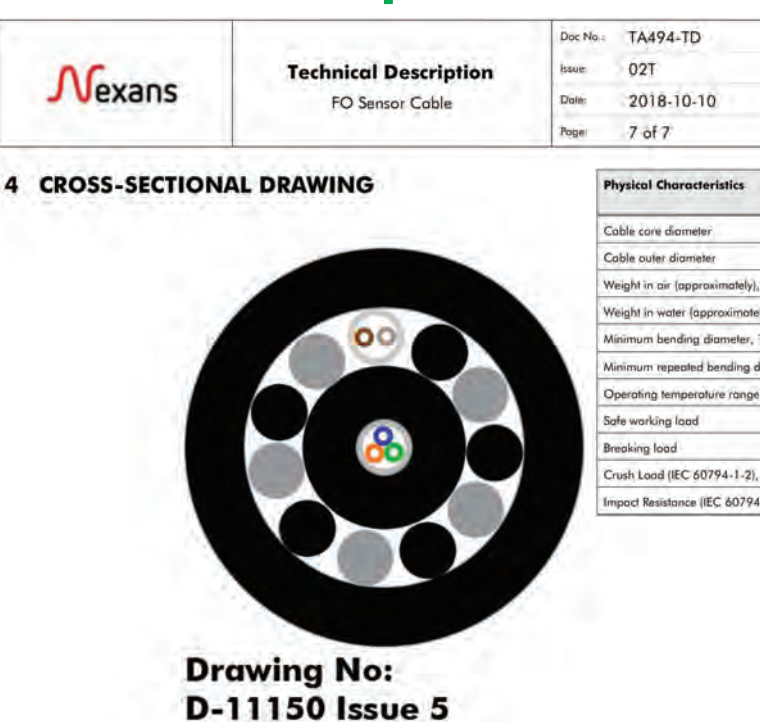 Nexans
Technical Description
FO Sensor Cable
Doc No.: TA494-TD
Issue: 02T
Date: 2018-10-10
Page: 7 of 7
4 CROSS-SECTIONAL DRAWING
Physical Characteristics
Cable core diameter
Cable outer diameter
Weight in air (approximately),
Weight in water (approximate
Minimum bending diameter,
Minimum repeated bending d
Operating temperature range
Safe working load
Breaking load
Crush Load (IEC 60794-1-2),
Impact Resistance (IEC 60794
Drawing No:
D-11150 Issue 5